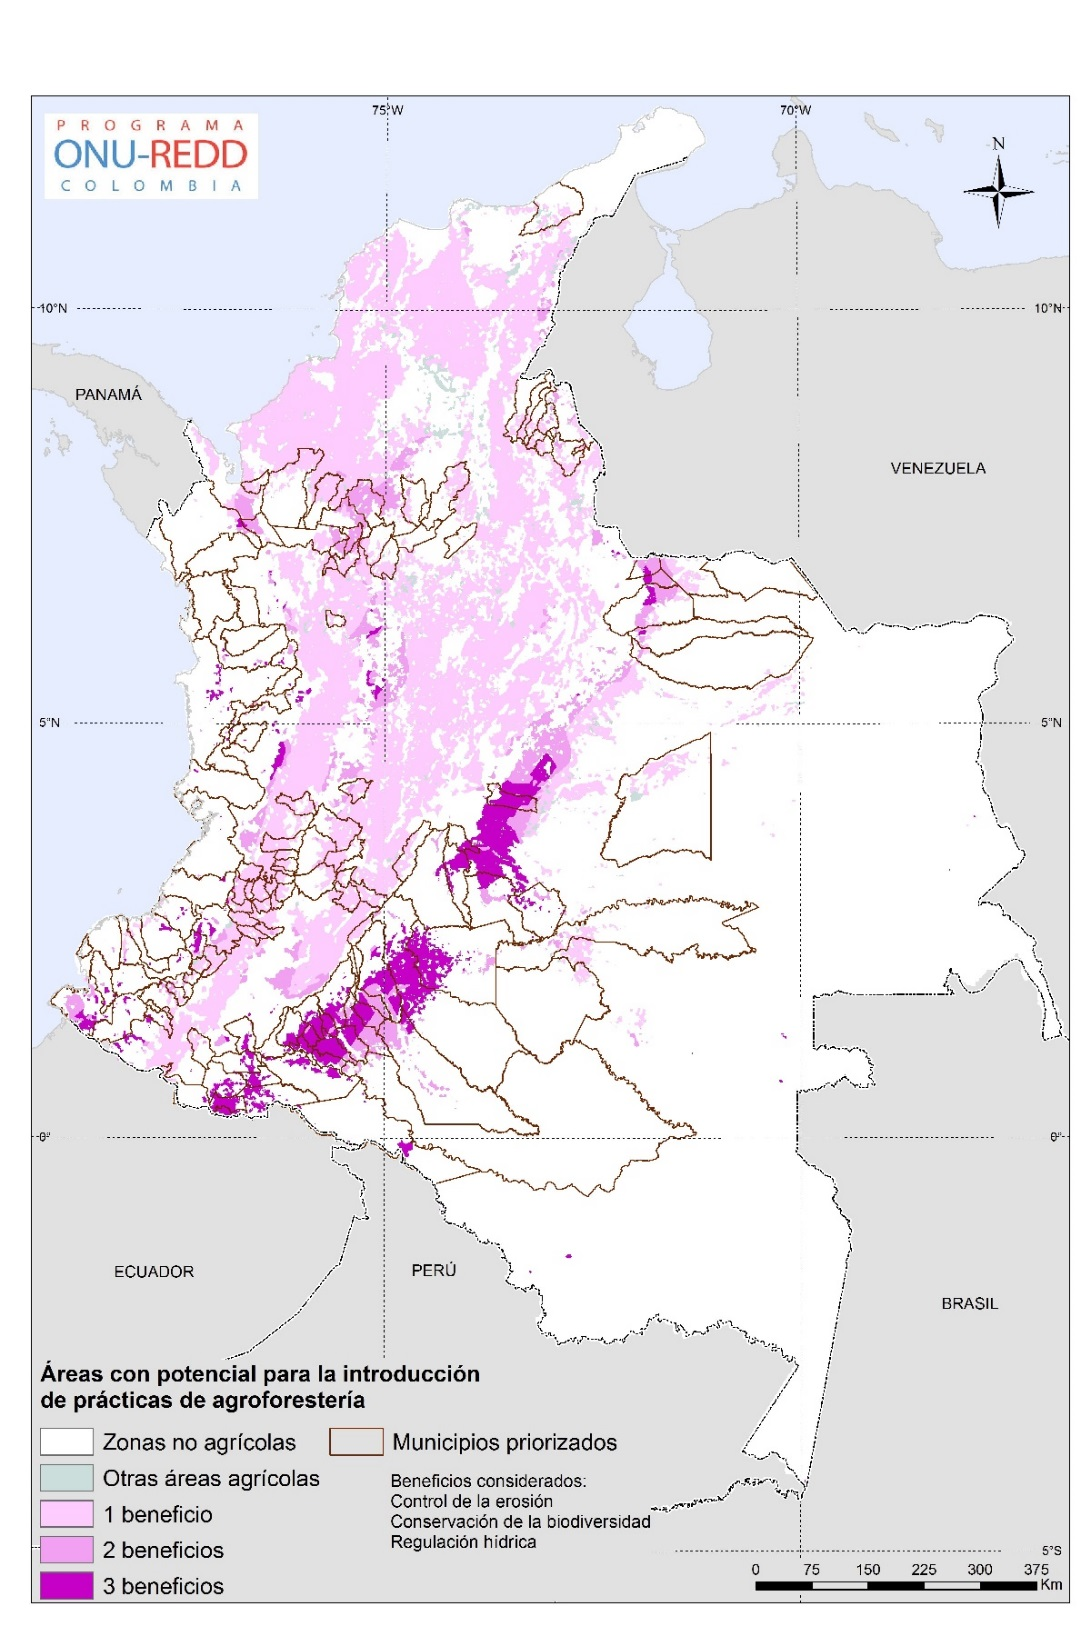 75°W
70°W
PROGRAMA
ONU-REDD
COLOMBIA
N
10°N
10°N
PANAMÁ
VENEZUELA
5°N
5°N
0°
0°
ECUADOR
PERÚ
BRASIL
Áreas con potencial para la introducción
de prácticas de agroforestería
Zonas no agrícolas
Municipios priorizados
Otras áreas agrícolas
1 beneficio
2 beneficios
3 beneficios
Beneficios considerados:
Control de la erosión
Conservación de la biodiversidad
Regulación hídrica
5°S
0 75 150 225 300 375
Km